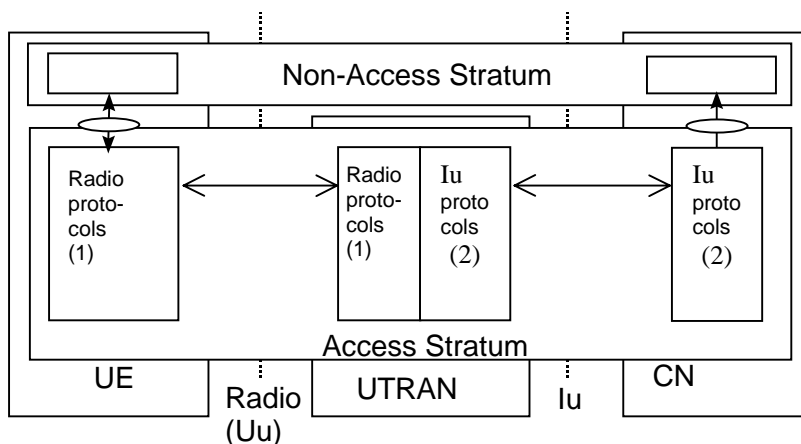 Non-Access Stratum
Radio
proto-
cols
(1)
Radio
proto-
cols
(1)
Iu
proto
cols
(2)
Iu
proto
cols
(2)
Access Stratum
UE
Radio
(Uu)
UTRAN
Iu
CN